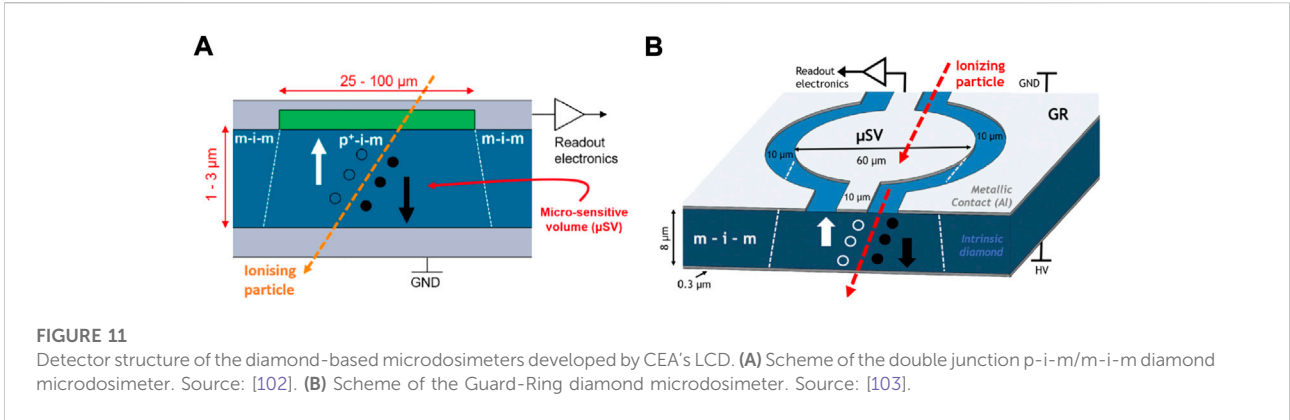 A
25 - 100 µm
m-i-m
p⁺-i-m
m-i-m
1 - 3 µm
Readout
electronics
Micro-sensitive
volume (µSV)
Ionising
particle
GND
B
Readout
electronics
Ionizing
particle
GND
GR
µSV
10 µm
60 µm
10 µm
10 µm
Metallic
Contact (Al)
8 µm
m - i - m
Intrinsic
diamond
0.3 µm
HV
FIGURE 11
Detector structure of the diamond-based microdosimeters developed by CEA's LCD. (A) Scheme of the double junction p-i-m/m-i-m diamond
microdosimeter. Source: [102]. (B) Scheme of the Guard-Ring diamond microdosimeter. Source: [103].